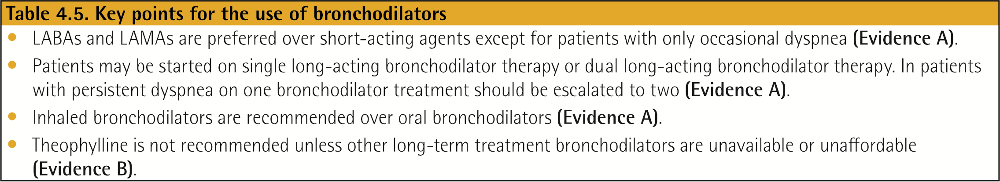 Table 4.5. Key points for the use of bronchodilators
• LABAs and LAMAs are preferred over short-acting agents except for patients with only occasional dyspnea (Evidence A).
• Patients may be started on single long-acting bronchodilator therapy or dual long-acting bronchodilator therapy. In patients
with persistent dyspnea on one bronchodilator treatment should be escalated to two (Evidence A).
• Inhaled bronchodilators are recommended over oral bronchodilators (Evidence A).
• Theophylline is not recommended unless other long-term treatment bronchodilators are unavailable or unaffordable
(Evidence B).